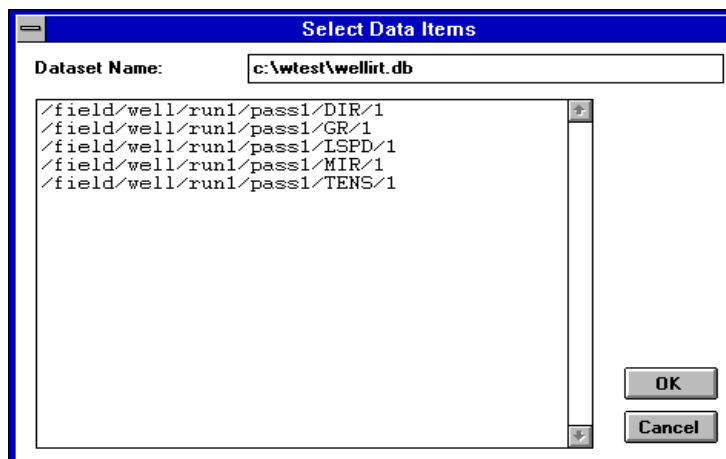 Select Data Items
Dataset Name: c:\wtest\wellirt.db
/field/well/run1/pass1/DIR/1
/field/well/run1/pass1/GR/1
/field/well/run1/pass1/LSPD/1
/field/well/run1/pass1/MIR/1
/field/well/run1/pass1/TENS/1
OK
Cancel